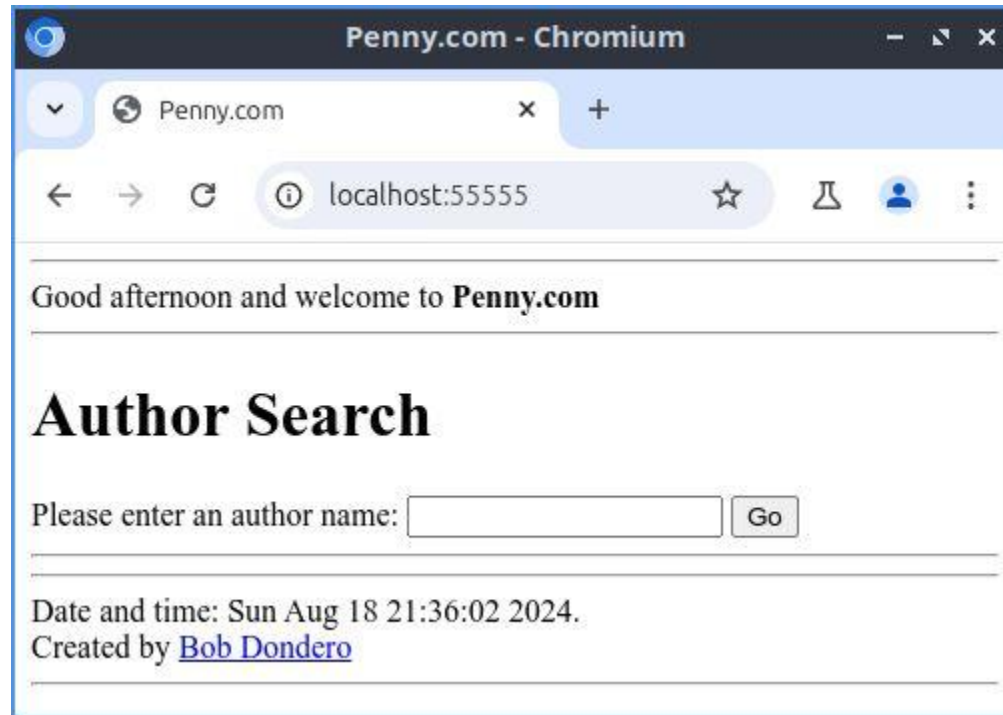 Penny.com - Chromium
Penny.com
localhost:55555
Good afternoon and welcome to Penny.com
Author Search
Please enter an author name: Go
Date and time: Sun Aug 18 21:36:02 2024.
Created by Bob Dondero